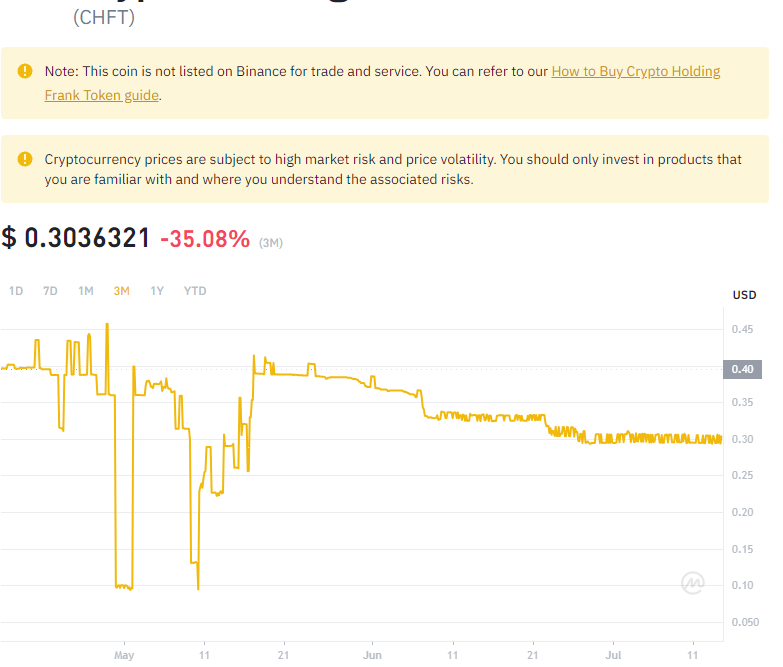 (CHFT)
Note: This coin is not listed on Binance for trade and service. You can refer to our How to Buy Crypto Holding
Frank Token guide.
Cryptocurrency prices are subject to high market risk and price volatility. You should only invest in products that
you are familiar with and where you understand the associated risks.
$ 0.3036321 -35.08% (3M)
1D 7D 1M 3M 1Y YTD
USD
0.45
0.40
0.35
0.30
0.25
0.20
0.15
0.10
0.050
May 11 21 Jun 11 21 Jul 11